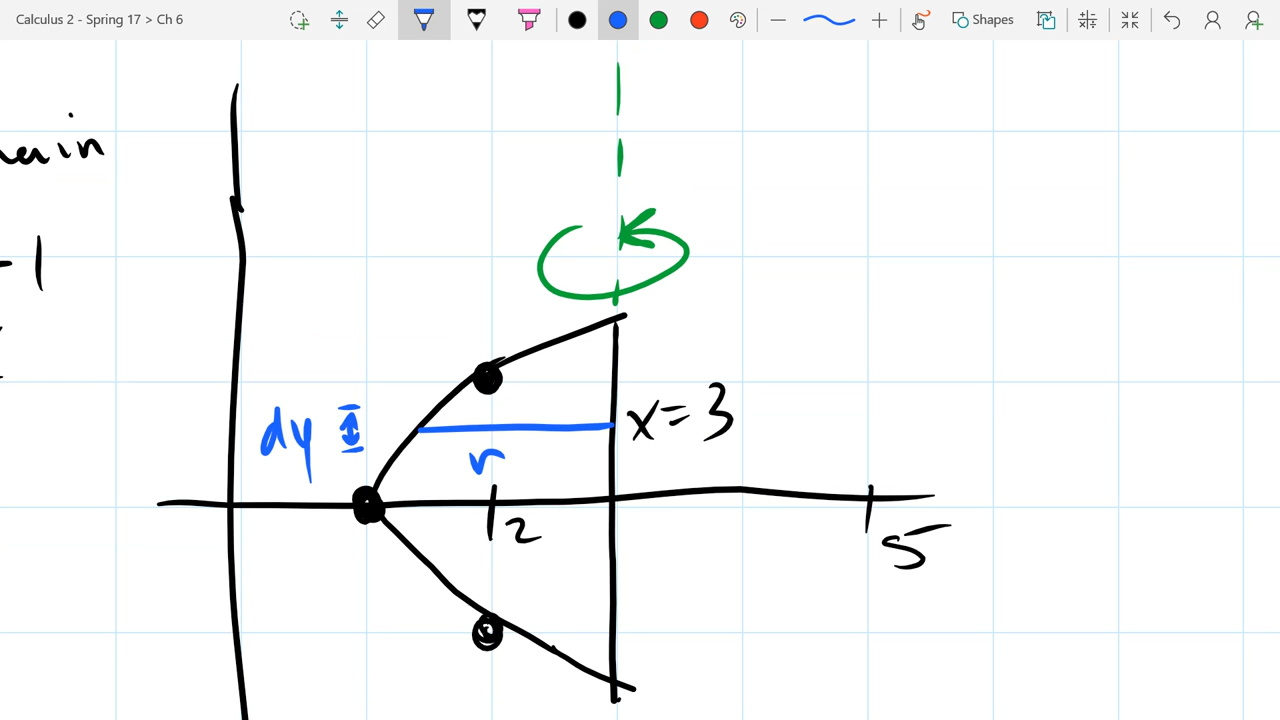 Calculus 2 - Spring 17 > Ch 6
Shapes
- 1
dy
r
x=3
2
5